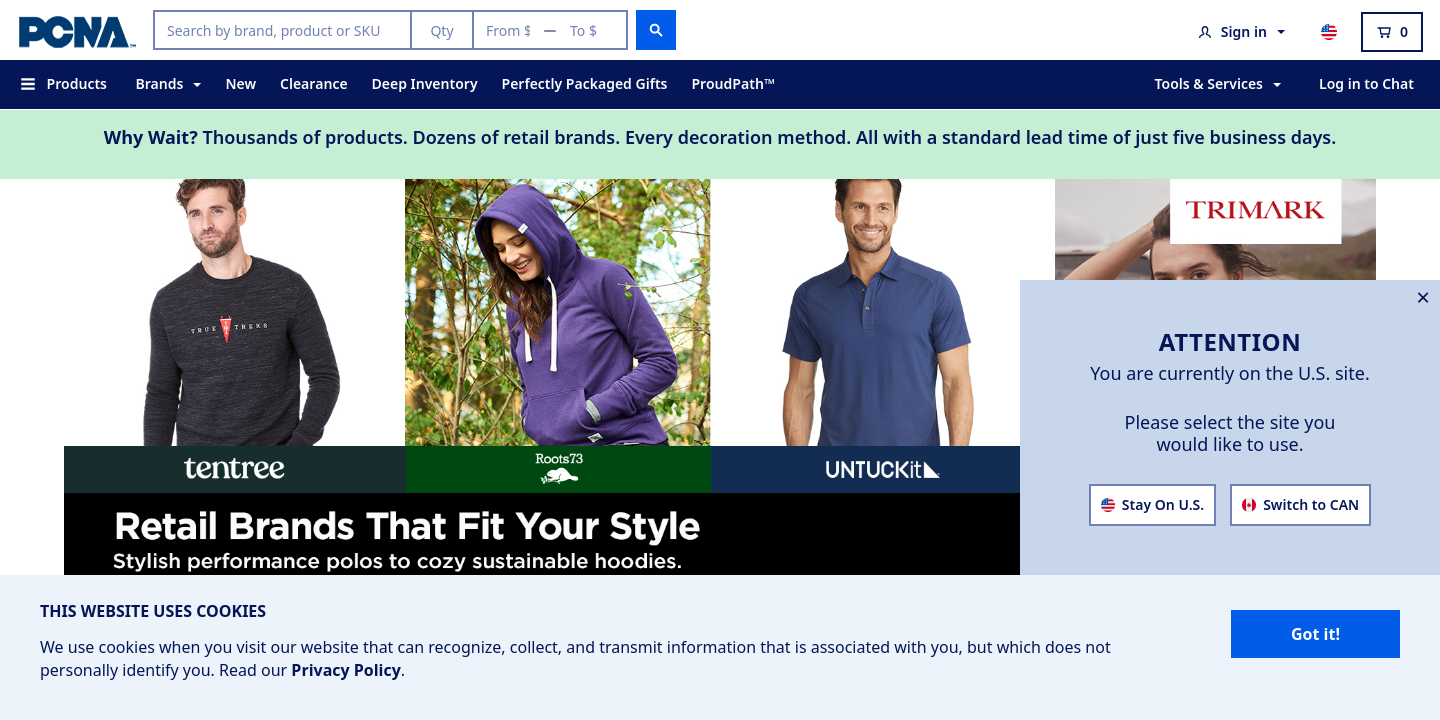 PCNA™
Search by brand, product or SKU
Qty
From $ — To $
Sign in
0
Products
Brands
New
Clearance
Deep Inventory
Perfectly Packaged Gifts
ProudPath™
Tools & Services
Log in to Chat
Why Wait? Thousands of products. Dozens of retail brands. Every decoration method. All with a standard lead time of just five business days.
TRUE TREKS
TRIMARK
tentree
Roots73
UNTUCKit
Retail Brands That Fit Your Style
Stylish performance polos to cozy sustainable hoodies.
ATTENTION
You are currently on the U.S. site.
Please select the site you
would like to use.
Stay On U.S.
Switch to CAN
THIS WEBSITE USES COOKIES
We use cookies when you visit our website that can recognize, collect, and transmit information that is associated with you, but which does not
personally identify you. Read our Privacy Policy.
Got it!